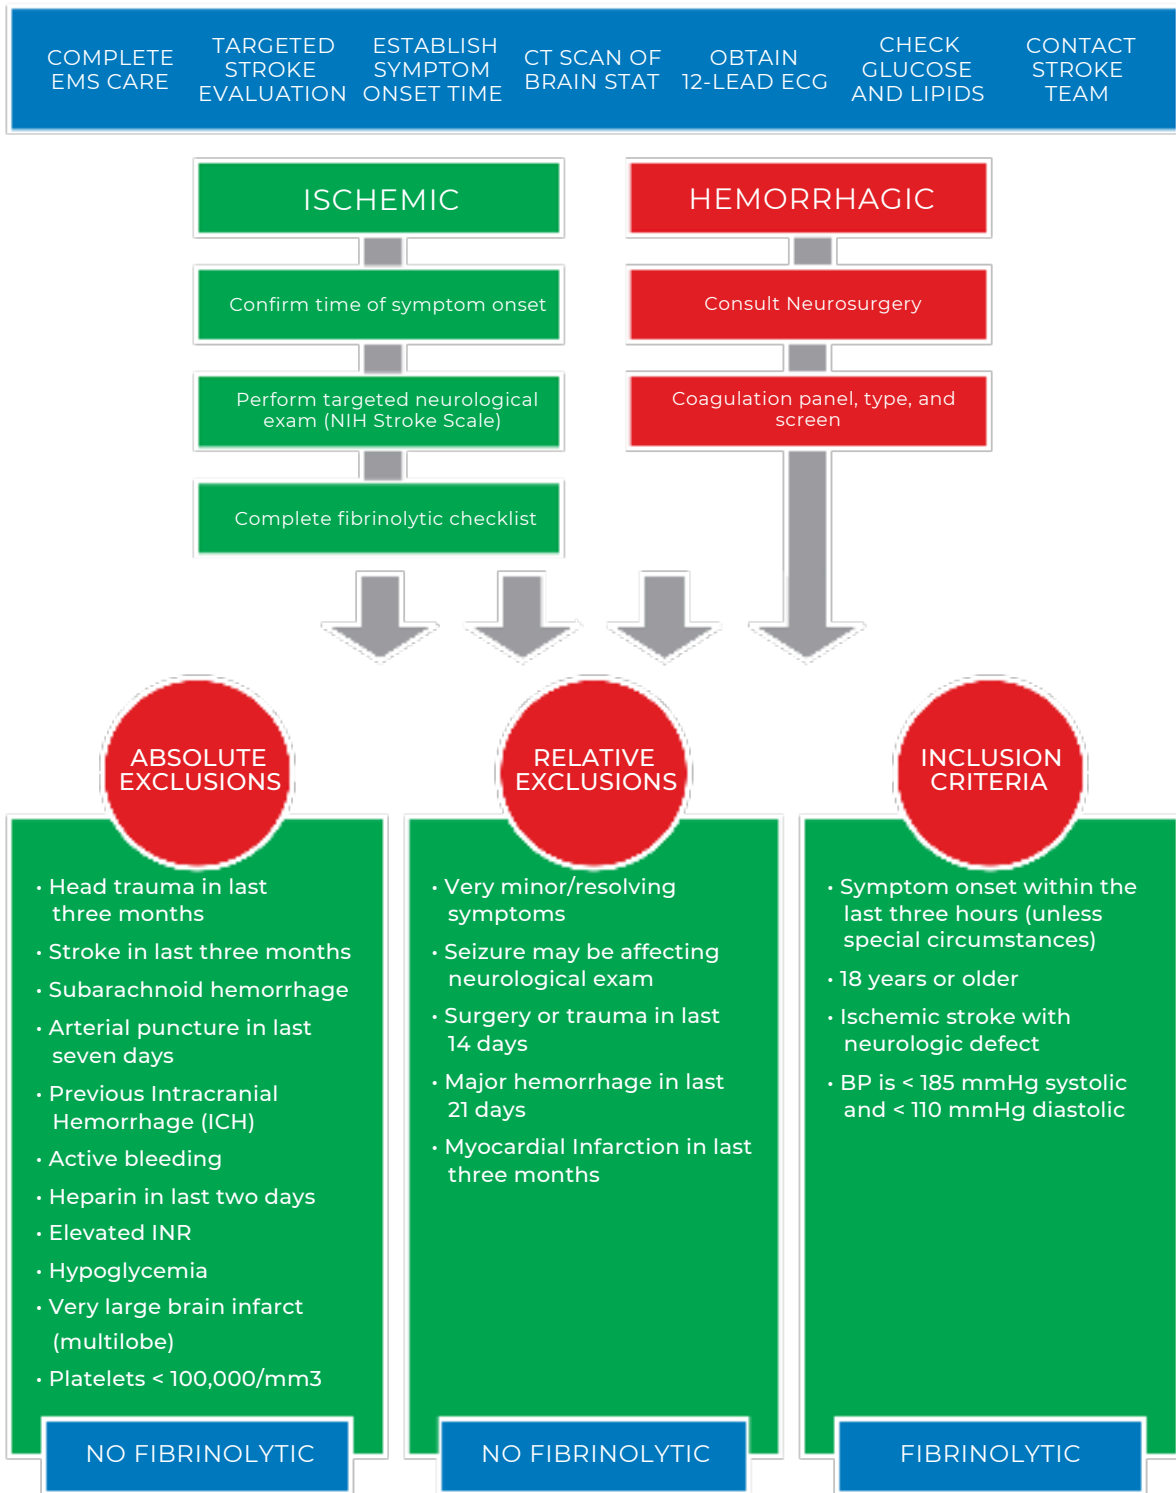 COMPLETE
EMS CARE
TARGETED
STROKE
EVALUATION
ESTABLISH
SYMPTOM
ONSET TIME
CT SCAN OF
BRAIN STAT
OBTAIN
12-LEAD ECG
CHECK
GLUCOSE
AND LIPIDS
CONTACT
STROKE
TEAM
ISCHEMIC
Confirm time of symptom onset
Perform targeted neurological
exam (NIH Stroke Scale)
Complete fibrinolytic checklist
HEMORRHAGIC
Consult Neurosurgery
Coagulation panel, type, and
screen
ABSOLUTE
EXCLUSIONS
• Head trauma in last
three months
• Stroke in last three months
• Subarachnoid hemorrhage
• Arterial puncture in last
seven days
• Previous Intracranial
Hemorrhage (ICH)
• Active bleeding
• Heparin in last two days
• Elevated INR
• Hypoglycemia
• Very large brain infarct
(multilobe)
• Platelets < 100,000/mm3
NO FIBRINOLYTIC
RELATIVE
EXCLUSIONS
• Very minor/resolving
symptoms
• Seizure may be affecting
neurological exam
• Surgery or trauma in last
14 days
• Major hemorrhage in last
21 days
• Myocardial Infarction in last
three months
NO FIBRINOLYTIC
INCLUSION
CRITERIA
• Symptom onset within the
last three hours (unless
special circumstances)
• 18 years or older
• Ischemic stroke with
neurologic defect
• BP is < 185 mmHg systolic
and < 110 mmHg diastolic
FIBRINOLYTIC